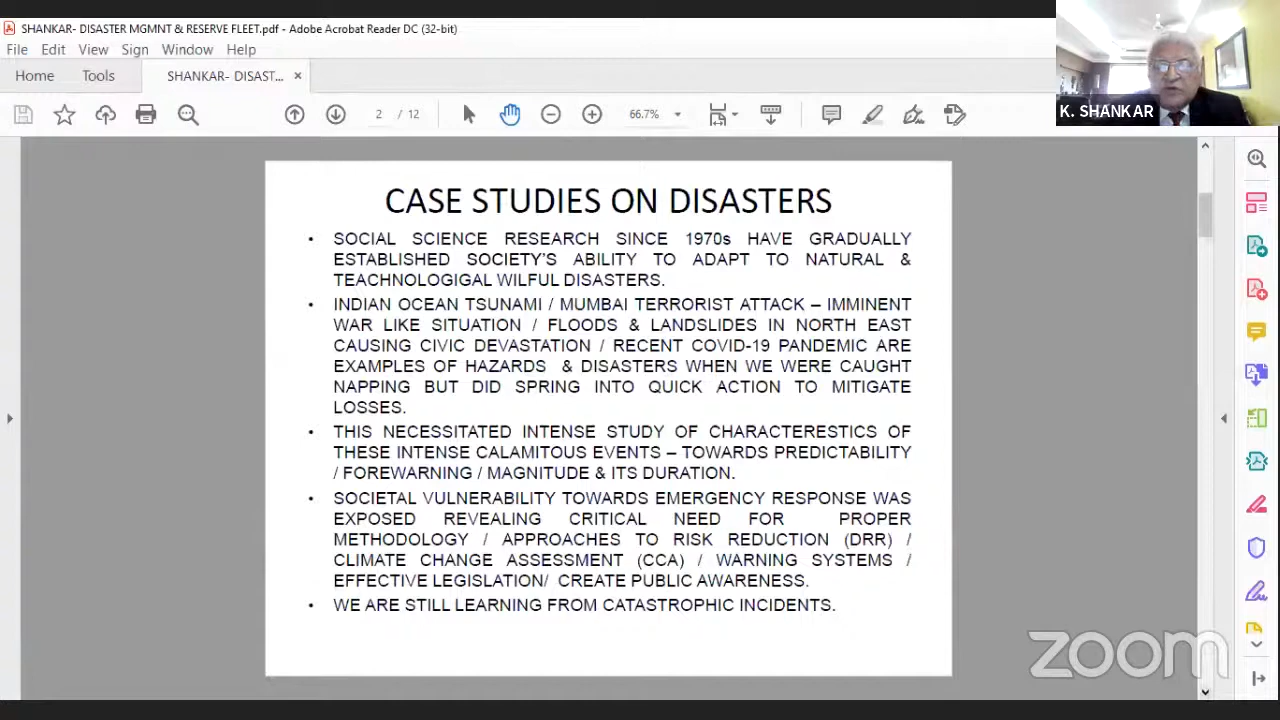 SHANKAR- DISASTER MGMNT & RESERVE FLEET.pdf - Adobe Acrobat Reader DC (32-bit)
File Edit View Sign Window Help
Home Tools SHANKAR- DISAST... ×
2 / 12 66.7%
K. SHANKAR
CASE STUDIES ON DISASTERS
• SOCIAL SCIENCE RESEARCH SINCE 1970s HAVE GRADUALLY
ESTABLISHED SOCIETY'S ABILITY TO ADAPT TO NATURAL &
TEACHNOLOGIGAL WILFUL DISASTERS.
• INDIAN OCEAN TSUNAMI / MUMBAI TERRORIST ATTACK – IMMINENT
WAR LIKE SITUATION / FLOODS & LANDSLIDES IN NORTH EAST
CAUSING CIVIC DEVASTATION / RECENT COVID-19 PANDEMIC ARE
EXAMPLES OF HAZARDS & DISASTERS WHEN WE WERE CAUGHT
NAPPING BUT DID SPRING INTO QUICK ACTION TO MITIGATE
LOSSES.
• THIS NECESSITATED INTENSE STUDY OF CHARACTERESTICS OF
THESE INTENSE CALAMITOUS EVENTS – TOWARDS PREDICTABILITY
/ FOREWARNING / MAGNITUDE & ITS DURATION.
• SOCIETAL VULNERABILITY TOWARDS EMERGENCY RESPONSE WAS
EXPOSED REVEALING CRITICAL NEED FOR PROPER
METHODOLOGY / APPROACHES TO RISK REDUCTION (DRR) /
CLIMATE CHANGE ASSESSMENT (CCA) / WARNING SYSTEMS /
EFFECTIVE LEGISLATION/ CREATE PUBLIC AWARENESS.
• WE ARE STILL LEARNING FROM CATASTROPHIC INCIDENTS.
zoom